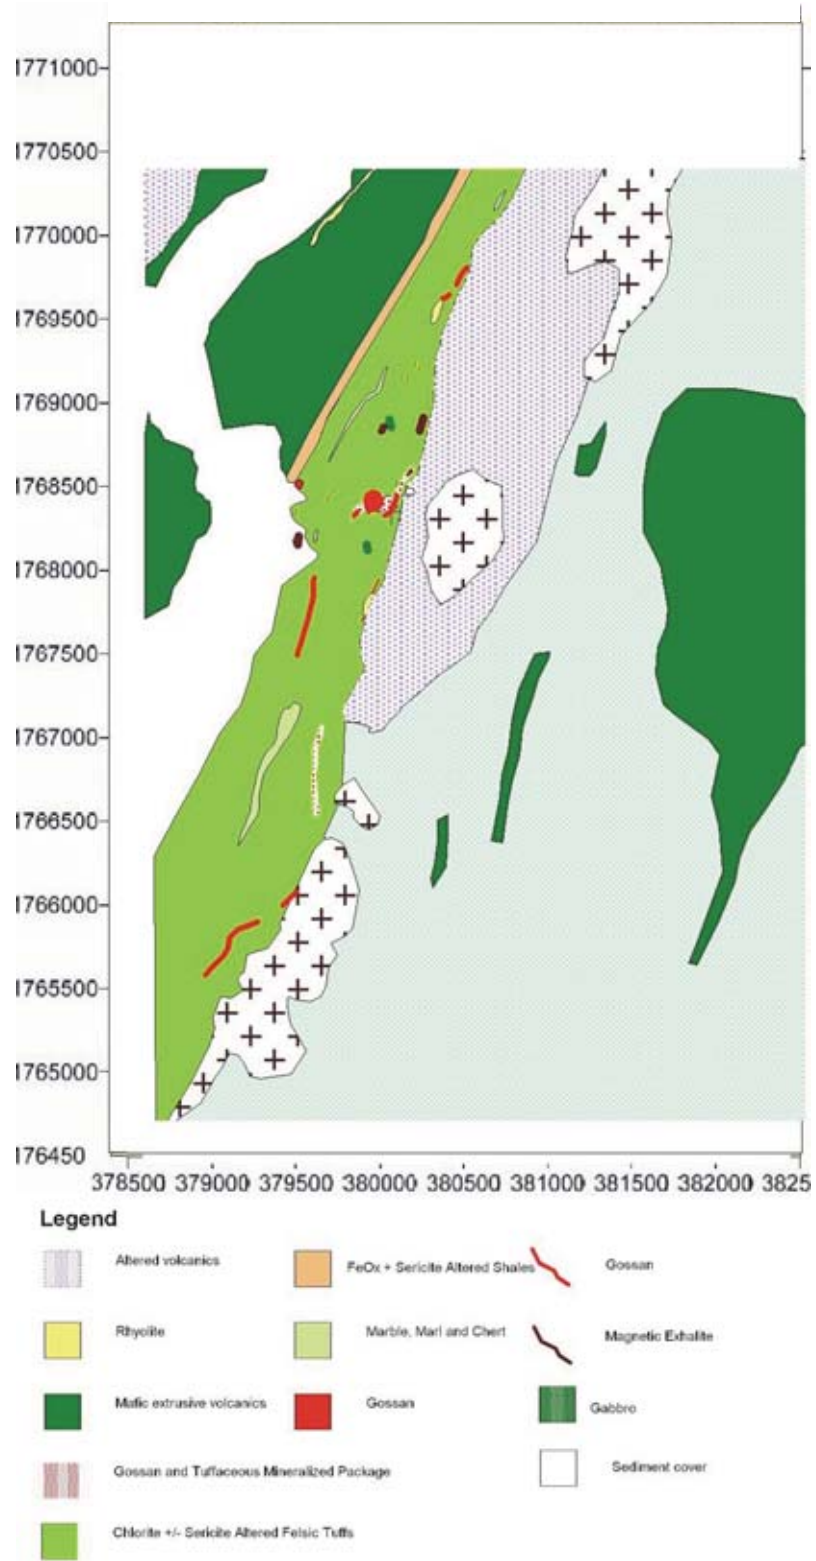 1771000
1770500
1770000
1769500
1769000
1768500
1768000
1767500
1767000
1766500
1766000
1765500
1765000
176450
378500 379000 379500 380000 380500 381000 381500 382000 3825
Legend
Altered volcanics
FeOx + Sericite Altered Shales
Gossan
Rhyolite
Marble, Marl and Chert
Magnetic Exhalite
Mafic extrusive volcanics
Gossan
Gabbro
Gossan and Tuffaceous Mineralized Package
Sediment cover
Chlorite +/- Sericite Altered Felsic Tuffs